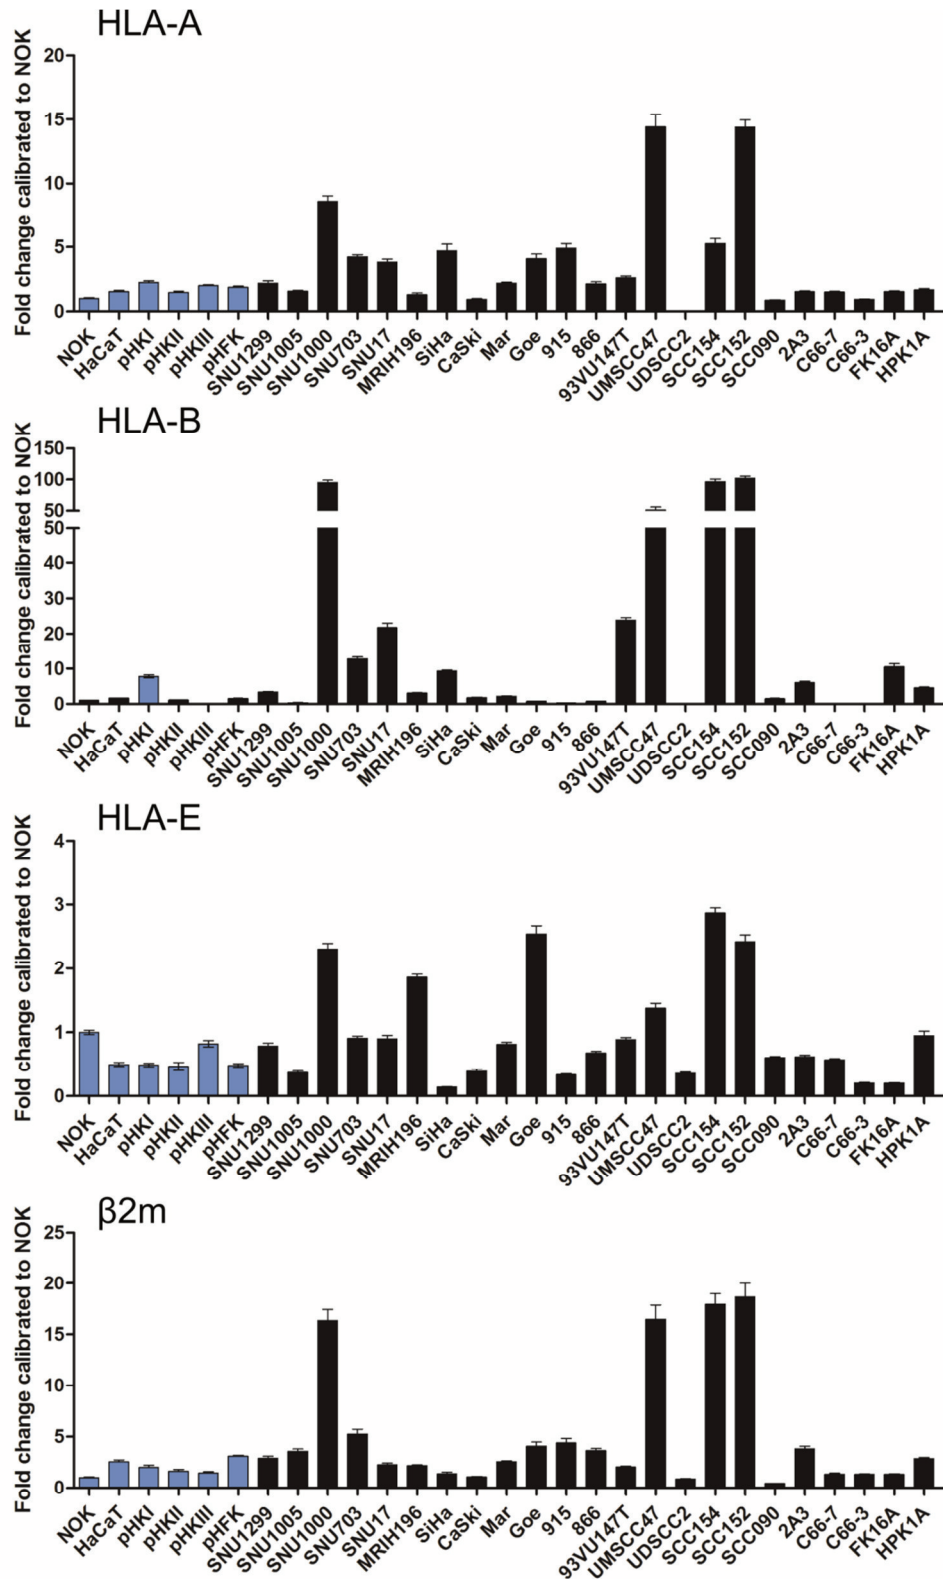 HLA-A
Fold change calibrated to NOK
20
15
10
5
0
NOK
HaCaT
pHKI
pHKII
pHKIII
pHFK
SNU1299
SNU1005
SNU1000
SNU703
SNU17
MRIH196
SiHa
CaSki
Mar
Goe
915
866
93VU147T
UMSCC47
UDSCC2
SCC154
SCC152
SCC090
2A3
C66-7
C66-3
FK16A
HPK1A
HLA-B
Fold change calibrated to NOK
150
100
50
50
40
30
20
10
0
NOK
HaCaT
pHKI
pHKII
pHKIII
pHFK
SNU1299
SNU1005
SNU1000
SNU703
SNU17
MRIH196
SiHa
CaSki
Mar
Goe
915
866
93VU147T
UMSCC47
UDSCC2
SCC154
SCC152
SCC090
2A3
C66-7
C66-3
FK16A
HPK1A
HLA-E
Fold change calibrated to NOK
4
3
2
1
0
NOK
HaCaT
pHKI
pHKII
pHKIII
pHFK
SNU1299
SNU1005
SNU1000
SNU703
SNU17
MRIH196
SiHa
CaSki
Mar
Goe
915
866
93VU147T
UMSCC47
UDSCC2
SCC154
SCC152
SCC090
2A3
C66-7
C66-3
FK16A
HPK1A
β2m
Fold change calibrated to NOK
25
20
15
10
5
0
NOK
HaCaT
pHKI
pHKII
pHKIII
pHFK
SNU1299
SNU1005
SNU1000
SNU703
SNU17
MRIH196
SiHa
CaSki
Mar
Goe
915
866
93VU147T
UMSCC47
UDSCC2
SCC154
SCC152
SCC090
2A3
C66-7
C66-3
FK16A
HPK1A